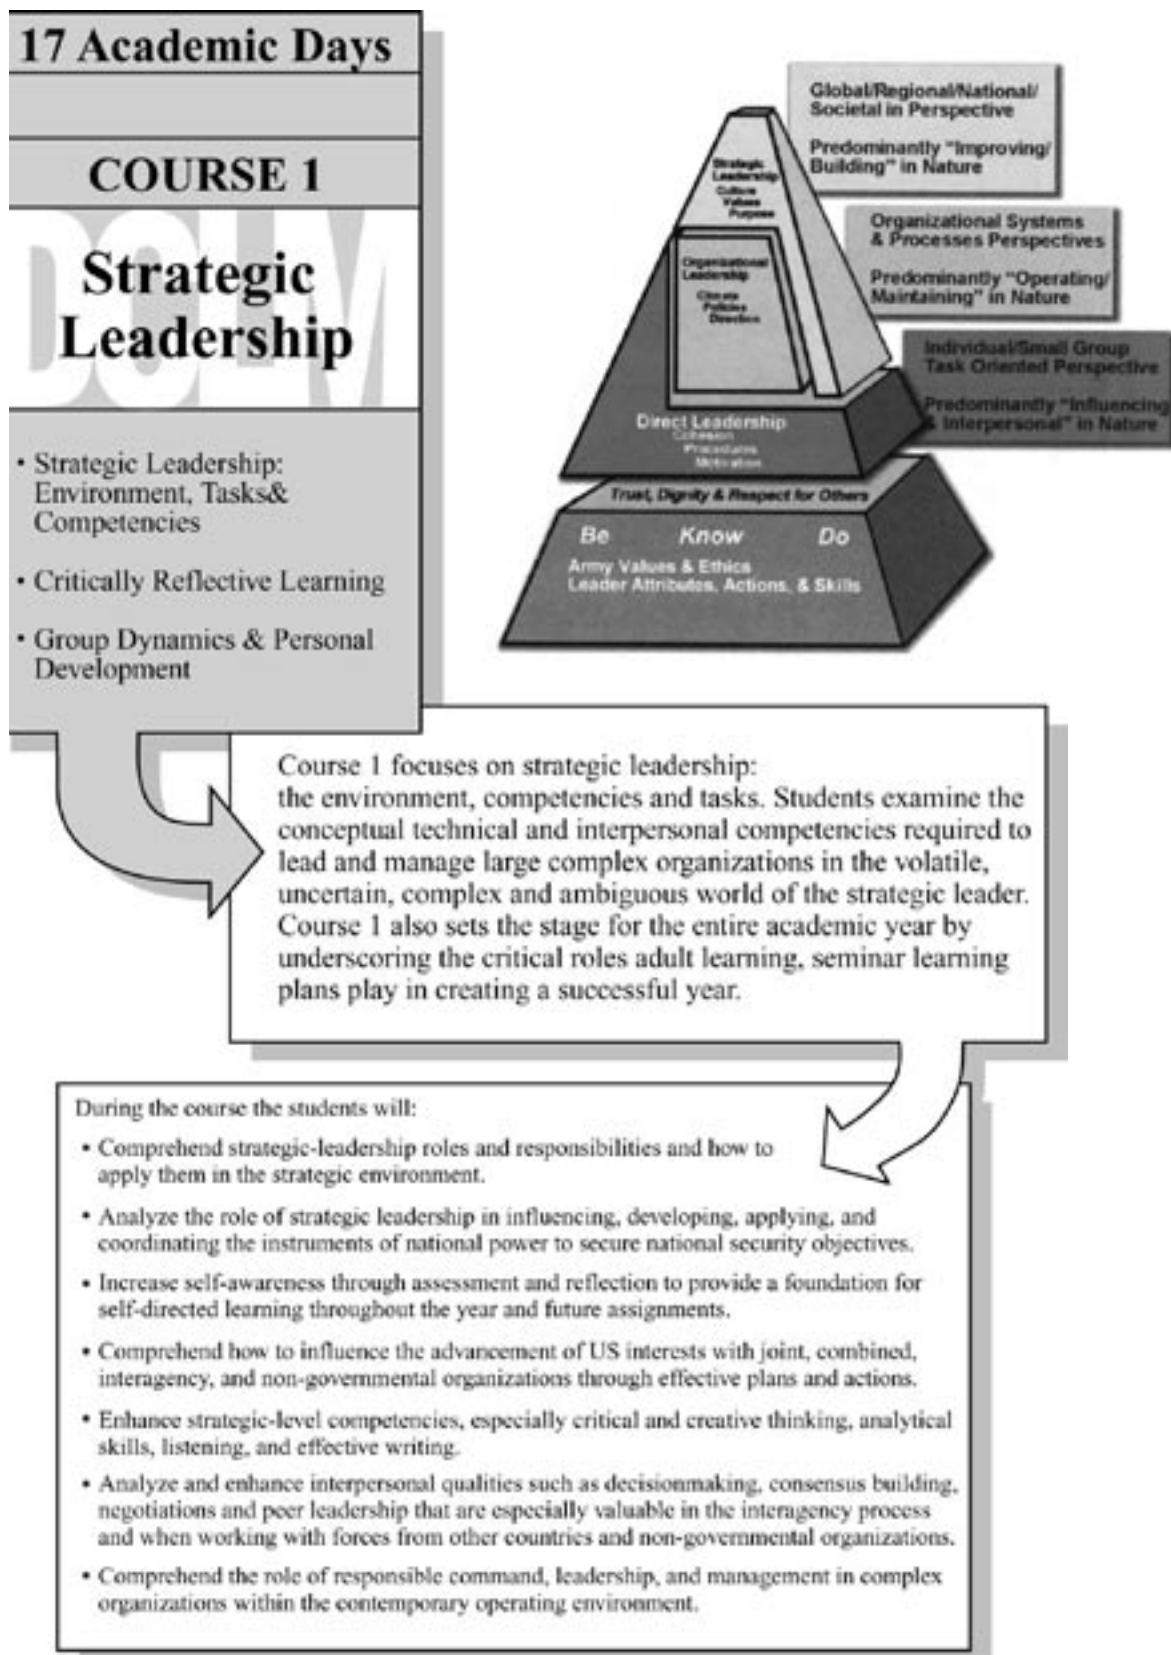 17 Academic Days
COURSE 1
DCLM
Strategic
Leadership
• Strategic Leadership:
Environment, Tasks&
Competencies
• Critically Reflective Learning
• Group Dynamics & Personal
Development
Global/Regional/National/
Societal in Perspective
Predominantly "Improving/
Building" in Nature
Organizational Systems
& Processes Perspectives
Predominantly "Operating/
Maintaining" in Nature
Individual/Small Group
Task Oriented Perspective
Predominantly "Influencing
& Interpersonal" in Nature
Strategic
Leadership
Culture
Values
Purpose
Organizational
Leadership
Climate
Policies
Direction
Direct Leadership
Cohesion
Procedures
Motivation
Trust, Dignity & Respect for Others
Be Know Do
Army Values & Ethics
Leader Attributes, Actions, & Skills
Course 1 focuses on strategic leadership:
the environment, competencies and tasks. Students examine the
conceptual technical and interpersonal competencies required to
lead and manage large complex organizations in the volatile,
uncertain, complex and ambiguous world of the strategic leader.
Course 1 also sets the stage for the entire academic year by
underscoring the critical roles adult learning, seminar learning
plans play in creating a successful year.
During the course the students will:
• Comprehend strategic-leadership roles and responsibilities and how to
apply them in the strategic environment.
• Analyze the role of strategic leadership in influencing, developing, applying, and
coordinating the instruments of national power to secure national security objectives.
• Increase self-awareness through assessment and reflection to provide a foundation for
self-directed learning throughout the year and future assignments.
• Comprehend how to influence the advancement of US interests with joint, combined,
interagency, and non-governmental organizations through effective plans and actions.
• Enhance strategic-level competencies, especially critical and creative thinking, analytical
skills, listening, and effective writing.
• Analyze and enhance interpersonal qualities such as decisionmaking, consensus building,
negotiations and peer leadership that are especially valuable in the interagency process
and when working with forces from other countries and non-governmental organizations.
• Comprehend the role of responsible command, leadership, and management in complex
organizations within the contemporary operating environment.